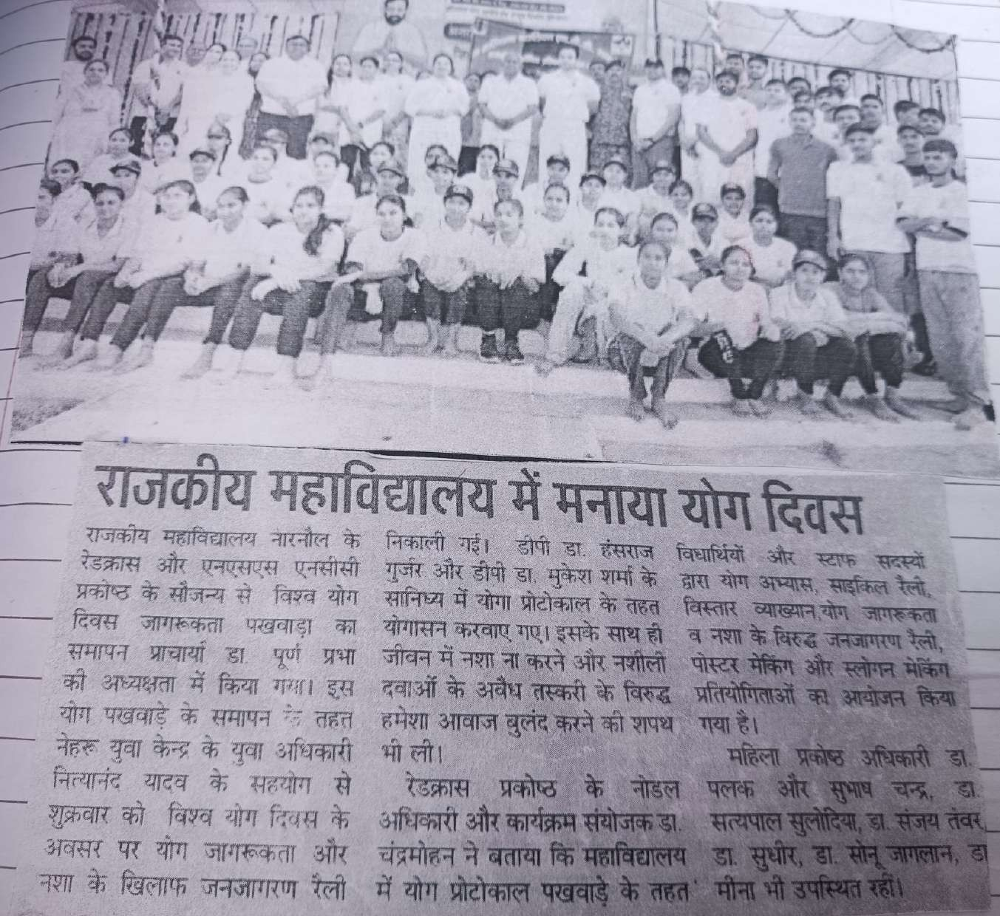 राजकीय महाविद्यालय में मनाया योग दिवस
राजकीय महाविद्यालय नारनौल के
रेडक्रास और एनएसएस एनसीसी
प्रकोष्ठ के सौजन्य से विश्व योग
दिवस जागरूकता पखवाड़ा का
समापन प्राचार्या डा. पूर्ण प्रभा
की अध्यक्षता में किया गया। इस
योग पखवाड़े के समापन के तहत
नेहरू युवा केन्द्र के युवा अधिकारी
नित्यानंद यादव के सहयोग से
शुक्रवार को विश्व योग दिवस के
अवसर पर योग जागरूकता और
नशा के खिलाफ जनजागरण रैली
निकाली गई। डीपी डा. हंसराज
गुर्जर और डीपी डा. मुकेश शर्मा के
सानिध्य में योगा प्रोटोकाल के तहत
योगासन करवाए गए। इसके साथ ही
जीवन में नशा ना करने और नशीली
दवाओं के अवैध तस्करी के विरुद्ध
हमेशा आवाज बुलंद करने की शपथ
भी ली।
रेडक्रास प्रकोष्ठ के नोडल
अधिकारी और कार्यक्रम संयोजक डा.
चंद्रमोहन ने बताया कि महाविद्यालय
में योग प्रोटोकाल पखवाड़े के तहत
विधार्थियों और स्टाफ सदस्यों
द्वारा योग अभ्यास, साइकिल रैली,
विस्तार व्याख्यान,योग जागरूकता
व नशा के विरुद्ध जनजागरण रैली,
पोस्टर मेकिंग और स्लोगन मेकिंग
प्रतियोगिताओं का आयोजन किया
गया है।
महिला प्रकोष्ठ अधिकारी डा.
पलक और सुभाष चन्द्र, डा.
सत्यपाल सुलोदिया, डा. संजय तंवर,
डा. सुधीर, डा. सोनू जागलान, डा
मीना भी उपस्थित रहीं।